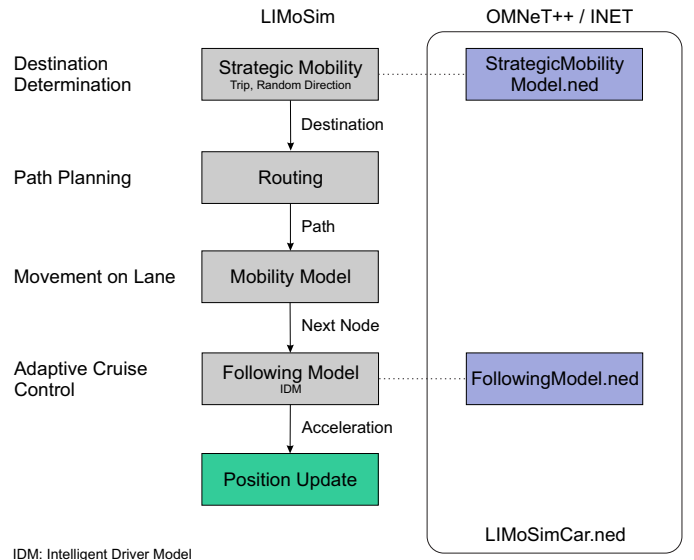 LIMoSim
OMNeT++ / INET
Destination
Determination
Strategic Mobility
Trip, Random Direction
StrategicMobility
Model.ned
Destination
Path Planning
Routing
Path
Movement on Lane
Mobility Model
Next Node
Adaptive Cruise
Control
Following Model
IDM
FollowingModel.ned
Acceleration
Position Update
LIMoSimCar.ned
IDM: Intelligent Driver Model